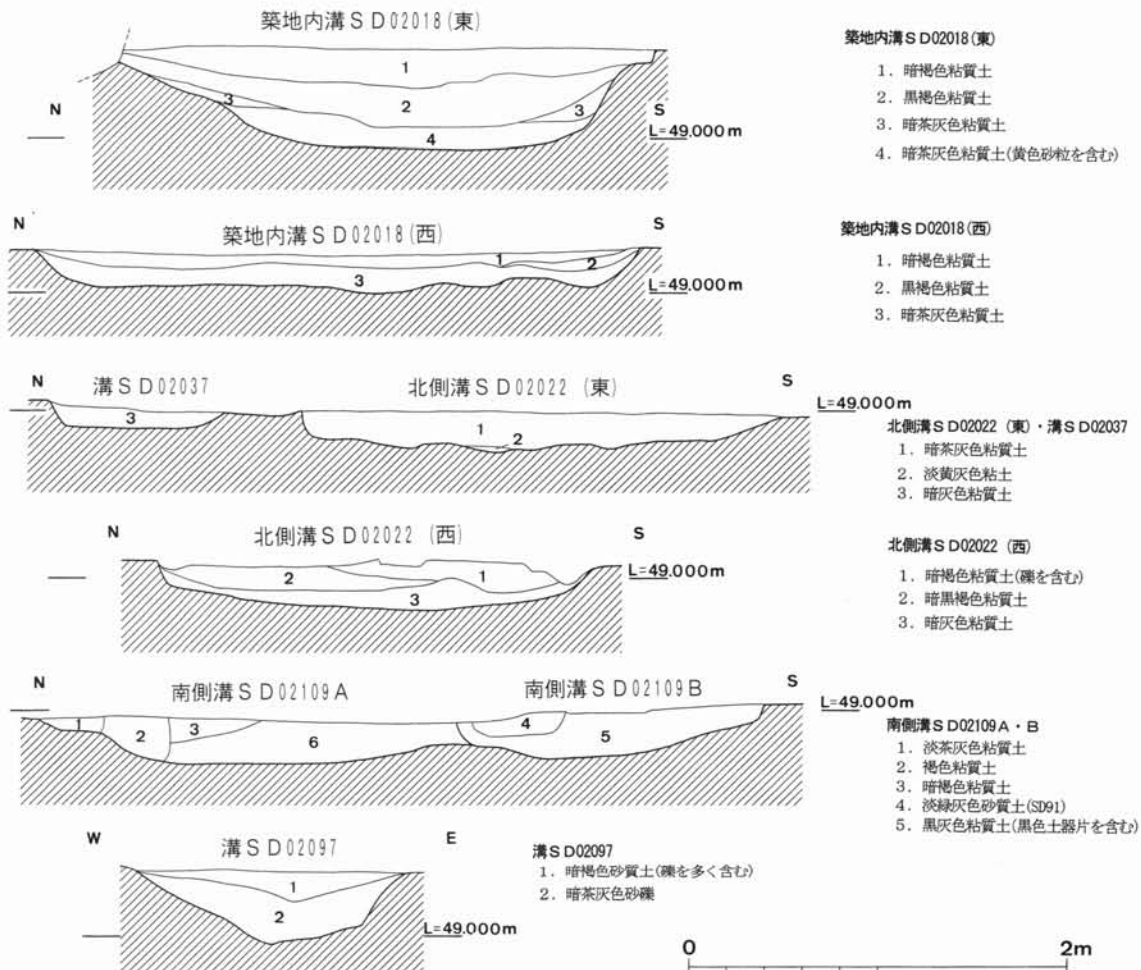 築地内溝SD02018(東)
1
2
3
3
4
N
S
L=49.000m
築地内溝SD02018(東)
1. 暗褐色粘質土
2. 黒褐色粘質土
3. 暗茶灰色粘質土
4. 暗茶灰色粘質土(黄色砂粒を含む)
N
築地内溝SD02018(西)
S
1
2
3
L=49.000m
築地内溝SD02018(西)
1. 暗褐色粘質土
2. 黒褐色粘質土
3. 暗茶灰色粘質土
N
溝SD02037
北側溝SD02022 (東)
S
L=49.000m
3
1
2
北側溝SD02022 (東)・溝SD02037
1. 暗茶灰色粘質土
2. 淡黄灰色粘土
3. 暗灰色粘質土
N
北側溝SD02022 (西)
S
L=49.000m
2
1
3
北側溝SD02022 (西)
1. 暗褐色粘質土(礫を含む)
2. 暗黒褐色粘質土
3. 暗灰色粘質土
N
南側溝SD02109A
南側溝SD02109B
S
L=49.000m
1
2
3
6
4
5
南側溝SD02109A・B
1. 淡茶灰色粘質土
2. 褐色粘質土
3. 暗褐色粘質土
4. 淡緑灰色砂質土(SD91)
5. 黒灰色粘質土(黒色土器片を含む)
W
溝SD02097
E
1
2
L=49.000m
溝SD02097
1. 暗褐色砂質土(礫を多く含む)
2. 暗茶灰色砂礫
0
2m